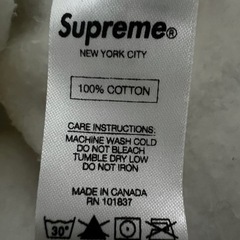 Supreme®
NEW YORK CITY
100% COTTON
CARE INSTRUCTIONS:
MACHINE WASH COLD
DO NOT BLEACH
TUMBLE DRY LOW
DO NOT IRON
MADE IN CANADA
RN 101837
30°